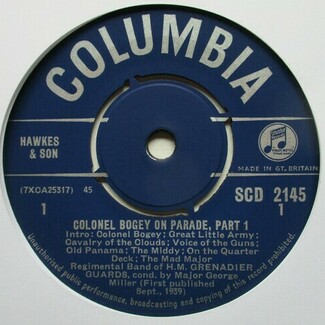 COLUMBIA
HAWKES
& SON
MADE IN GT. BRITAIN
(7XCA25317) 45
SCD 2145
1
1
COLONEL BOGEY ON PARADE, PART 1
Intro: Colonel Bogey; Great Little Army;
Cavalry of the Clouds; Voice of the Guns;
Old Panama; The Middy; On the Quarter
Deck; The Mad Major
Regimental Band of H.M. GRENADIER
GUARDS, cond. by Major George
Miller (First published
Sept., 1939)
Unauthorised public performance, broadcasting and copying of this record prohibited